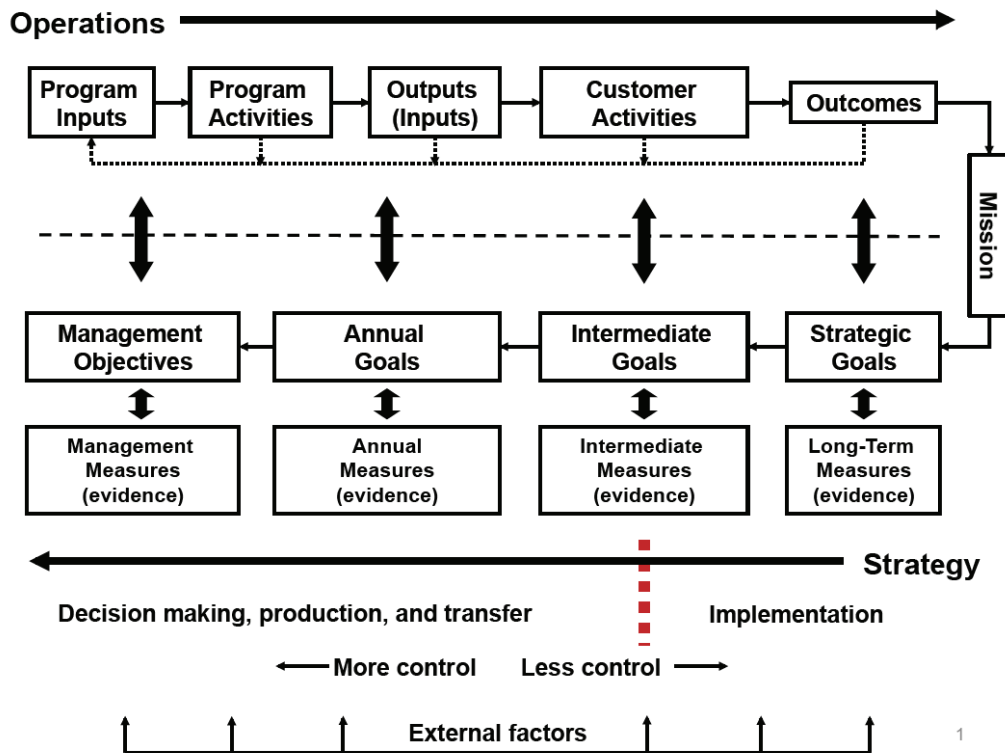 Operations
Program
Inputs
Program
Activities
Outputs
(Inputs)
Customer
Activities
Outcomes
Mission
Management
Objectives
Annual
Goals
Intermediate
Goals
Strategic
Goals
Management
Measures
(evidence)
Annual
Measures
(evidence)
Intermediate
Measures
(evidence)
Long-Term
Measures
(evidence)
Strategy
Decision making, production, and transfer
Implementation
More control
Less control
External factors
1